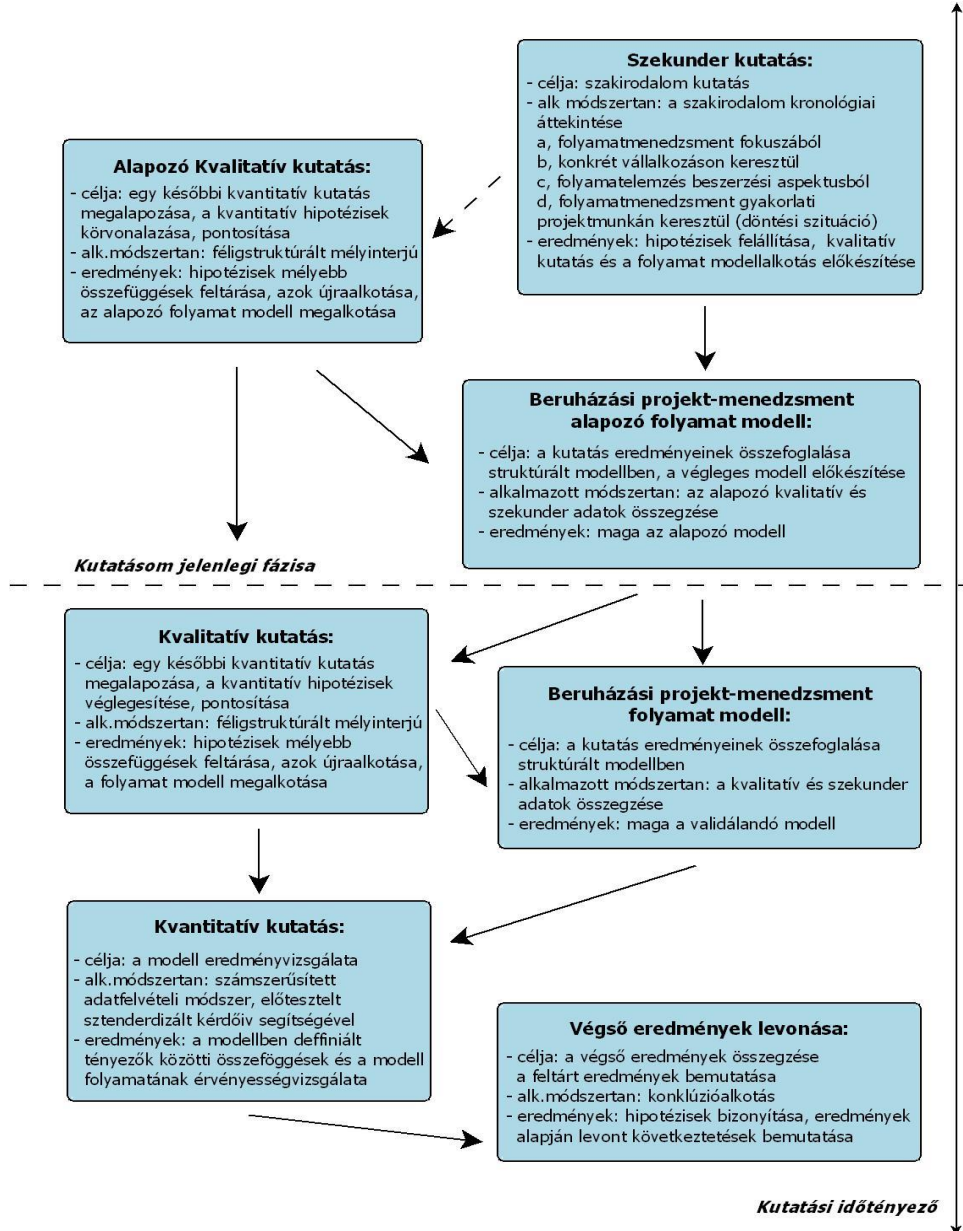 Szekunder kutatás:
- célja: szakirodalom kutatás
- alk módszertan: a szakirodalom kronológiai
áttekintése
a, folyamatmenedzsment fokuszából
b, konkrét vállalkozáson keresztül
c, folyamatelemzés beszerzési aspektusból
d, folyamatmenedzsment gyakorlati
projektmunkán keresztül (döntési szituáció)
- eredmények: hipotézisek felállítása, kvalitatív
kutatás és a folyamat modellalkotás előkészítése
Alapozó Kvalitatív kutatás:
- célja: egy későbbi kvantitatív kutatás
megalapozása, a kvantitatív hipotézisek
körvonalazása, pontosítása
- alk.módszertan: féligstruktúrált mélyinterjú
- eredmények: hipotézisek mélyebb
összefüggések feltárása, azok újraalkotása,
az alapozó folyamat modell megalkotása
Beruházási projekt-menedzsment
alapozó folyamat modell:
- célja: a kutatás eredményeinek összefoglalása
struktúrált modellben, a végleges modell előkészítése
- alkalmazott módszertan: az alapozó kvalitatív és
szekunder adatok összegzése
- eredmények: maga az alapozó modell
Kutatásom jelenlegi fázisa
Kvalitatív kutatás:
- célja: egy későbbi kvantitatív kutatás
megalapozása, a kvantitatív hipotézisek
véglegesítése, pontosítása
- alk.módszertan: féligstruktúrált mélyinterjú
- eredmények: hipotézisek mélyebb
összefüggések feltárása, azok újraalkotása,
a folyamat modell megalkotása
Beruházási projekt-menedzsment
folyamat modell:
- célja: a kutatás eredményeinek összefoglalása
struktúrált modellben
- alkalmazott módszertan: a kvalitatív és szekunder
adatok összegzése
- eredmények: maga a validálandó modell
Kvantitatív kutatás:
- célja: a modell eredményvizsgálata
- alk.módszertan: számszerűsített
adatfelvételi módszer, előtesztelt
sztenderdizált kérdőiv segítségével
- eredmények: a modellben deffiniált
tényezők közötti összeföggések és a modell
folyamatának érvényességvizsgálata
Végső eredmények levonása:
- célja: a végső eredmények összegzése
a feltárt eredmények bemutatása
- alk.módszertan: konklúzióalkotás
- eredmények: hipotézisek bizonyítása, eredmények
alapján levont következtetések bemutatása
Kutatási időtényező